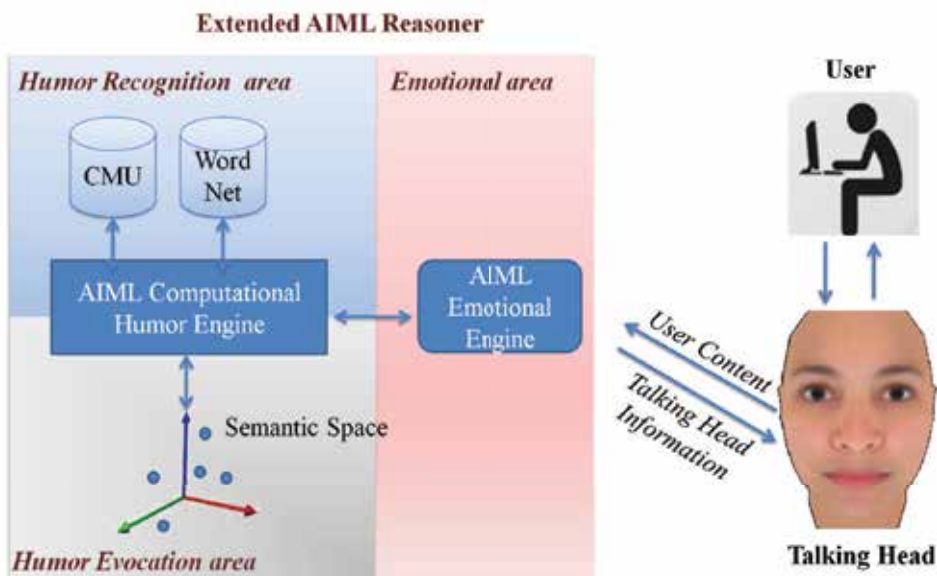 Extended AIML Reasoner
Humor Recognition area
Emotional area
User
CMU
Word
Net
AIML Computational
Humor Engine
AIML
Emotional
Engine
User Content
Talking Head
Information
Semantic Space
Humor Evocation area
Talking Head